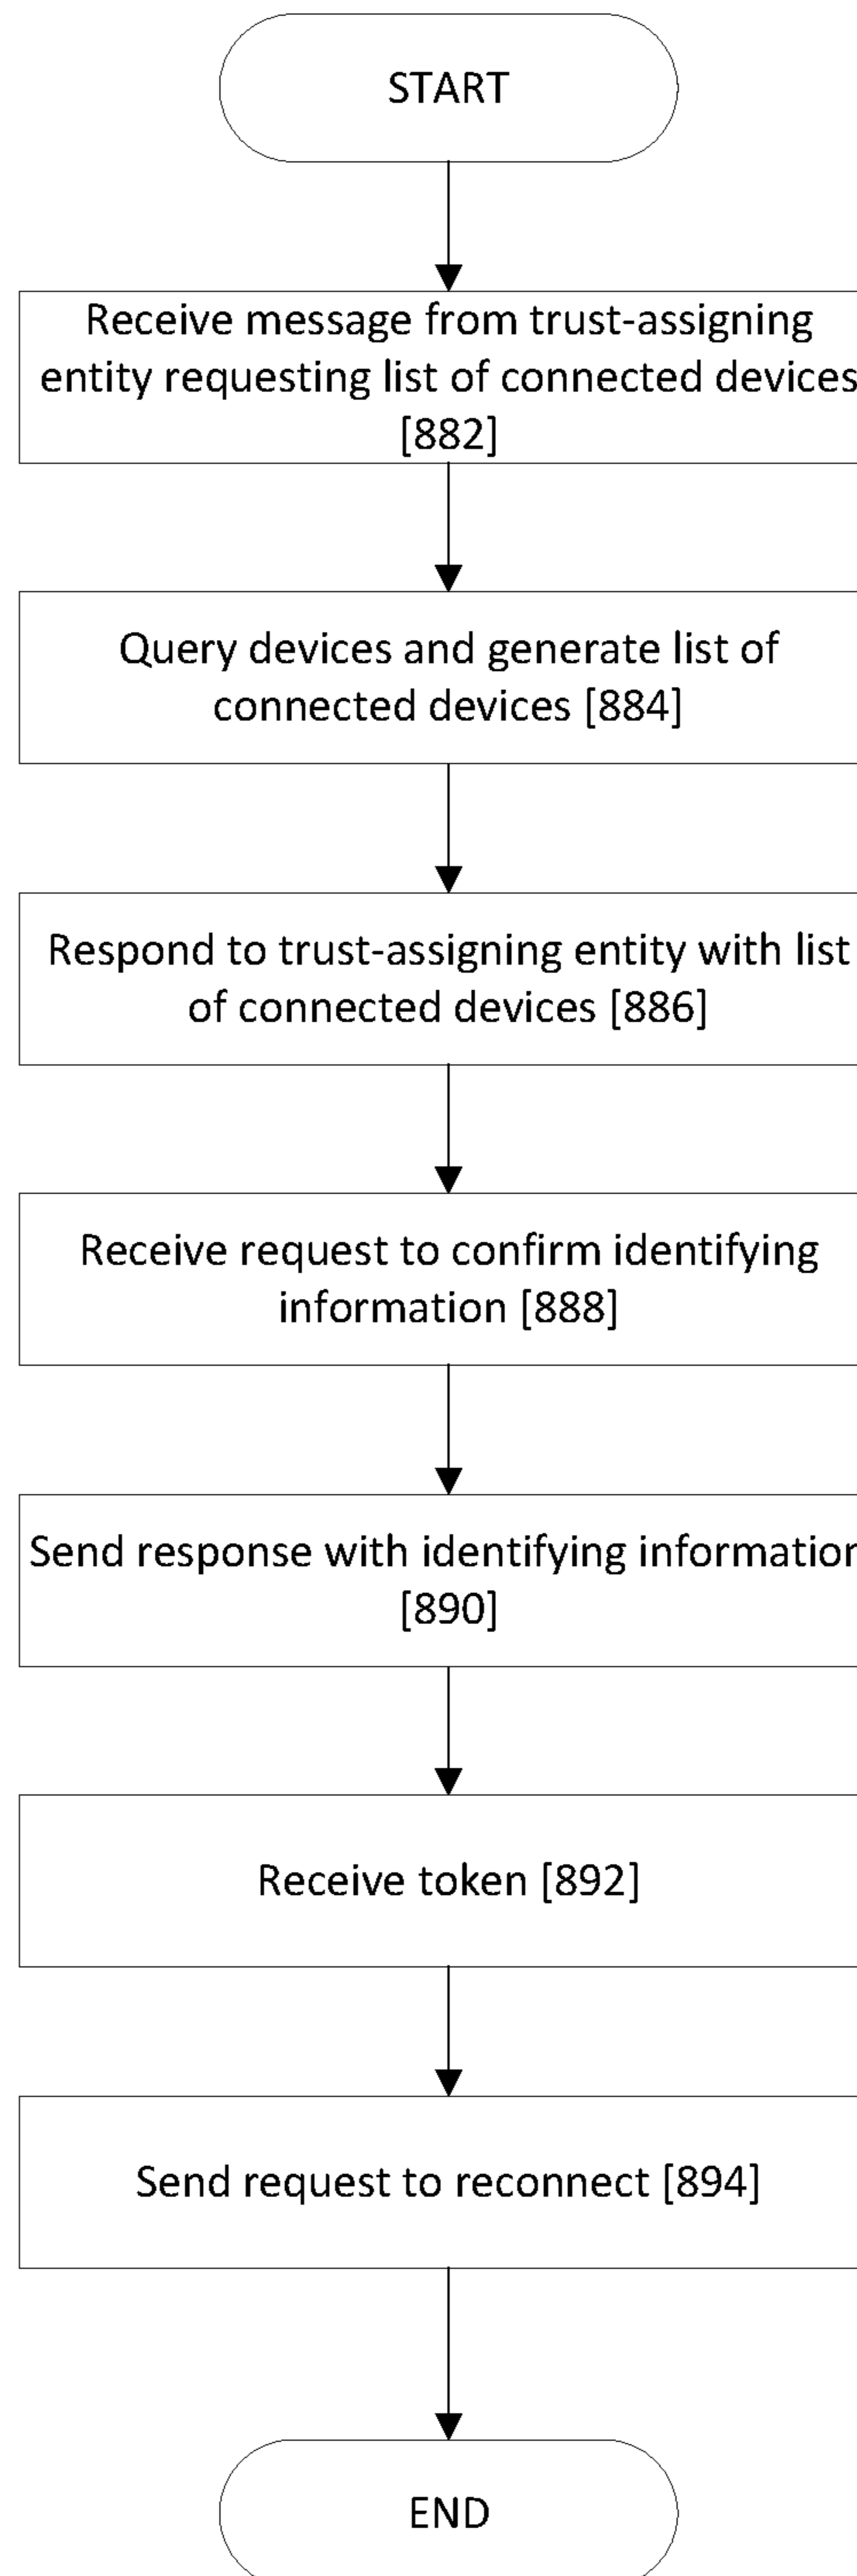 START
Receive message from trust-assigning
entity requesting list of connected devices
[882]
Query devices and generate list of
connected devices [884]
Respond to trust-assigning entity with list
of connected devices [886]
Receive request to confirm identifying
information [888]
Send response with identifying information
[890]
Receive token [892]
Send request to reconnect [894]
END